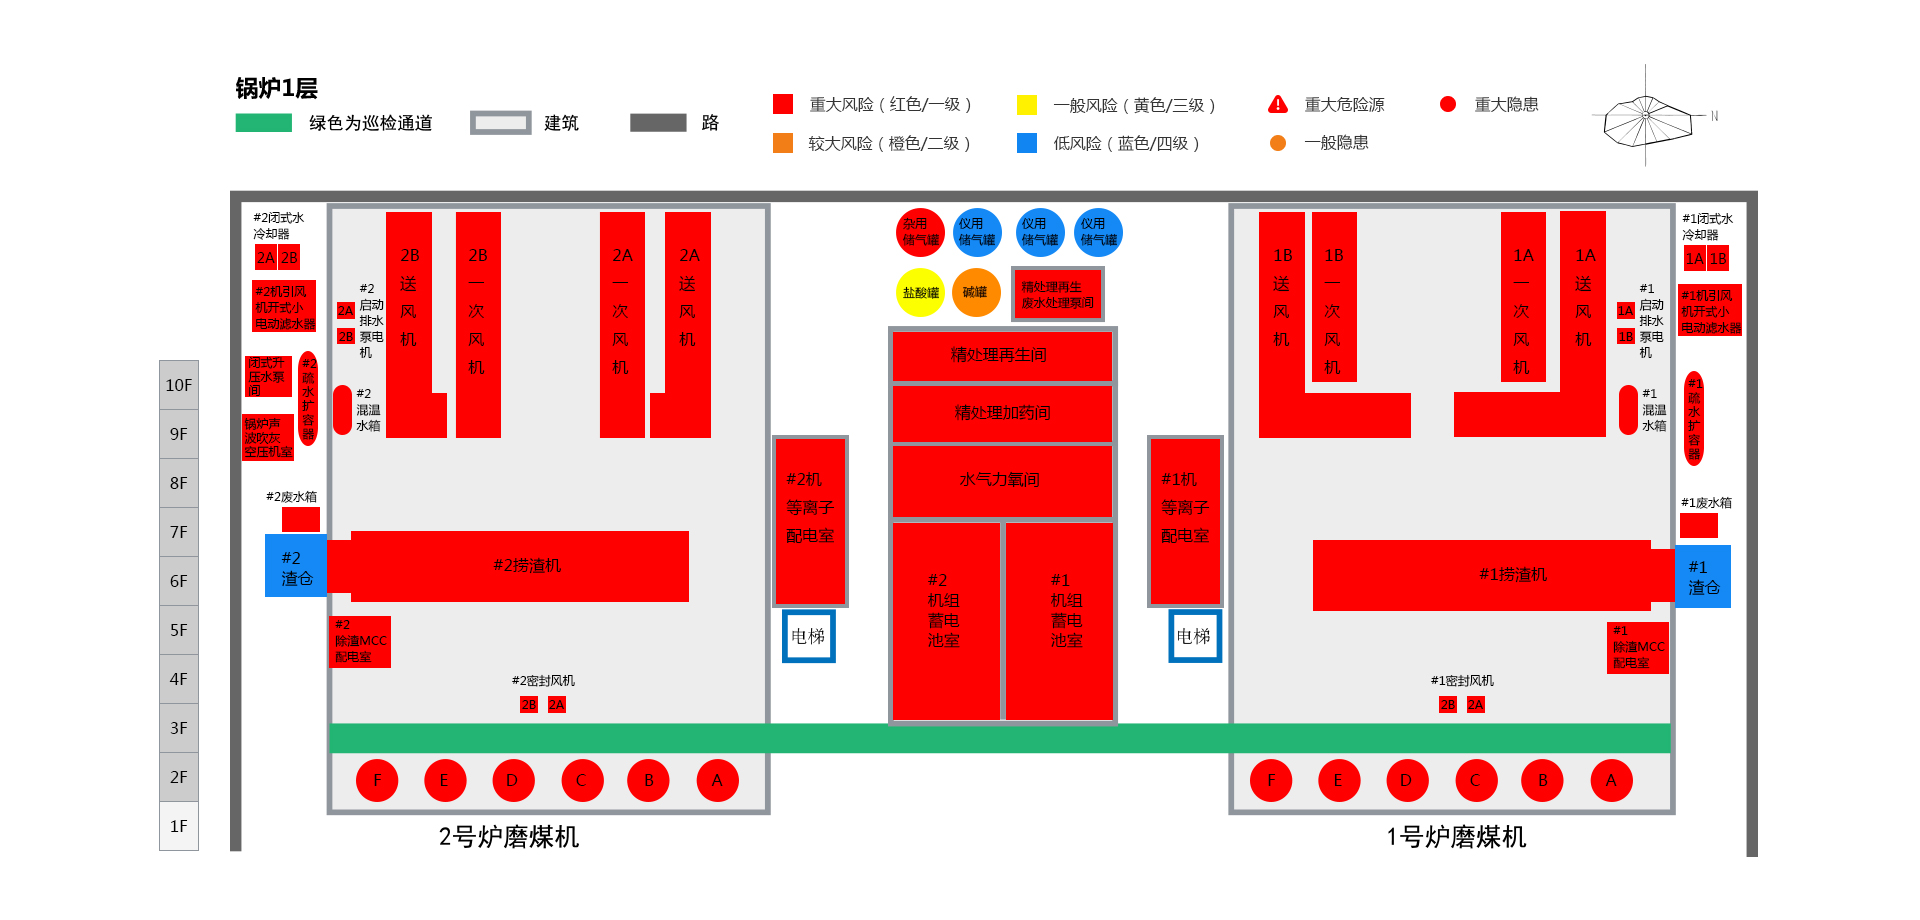 锅炉1层
绿色为巡检通道
建筑
路
重大风险（红色/一级）
一般风险（黄色/三级）
重大危险源
重大隐患
较大风险（橙色/二级）
低风险（蓝色/四级）
一般隐患
N
#2闭式水
冷却器
2A
2B
#2机引风
机开式小
电动滤水器
闭式升
压水泵
间
#2
疏
水
扩
容
器
锅炉声
波吹灰
空压机室
#2废水箱
#2
渣仓
#2
启动
排水
泵电
机
2A
2B
#2
混温
水箱
2B
送
风
机
2B
一
次
风
机
2A
一
次
风
机
2A
送
风
机
#2捞渣机
#2
除渣MCC
配电室
#2密封风机
2B
2A
F
E
D
C
B
A
2号炉磨煤机
#2机
等离子
配电室
电梯
杂用
储气罐
仪用
储气罐
仪用
储气罐
仪用
储气罐
盐酸罐
碱罐
精处理再生
废水处理泵间
精处理再生间
精处理加药间
水气力氧间
#2
机组
蓄电
池室
#1
机组
蓄电
池室
#1机
等离子
配电室
电梯
1B
送
风
机
1B
一
次
风
机
1A
一
次
风
机
1A
送
风
机
#1
启动
排水
泵电
机
1A
1B
#1
混温
水箱
#1捞渣机
#1
除渣MCC
配电室
#1密封风机
2B
2A
F
E
D
C
B
A
1号炉磨煤机
#1闭式水
冷却器
1A
1B
#1机引风
机开式小
电动滤水器
#1
疏
水
扩
容
器
#1废水箱
#1
渣仓
10F
9F
8F
7F
6F
5F
4F
3F
2F
1F